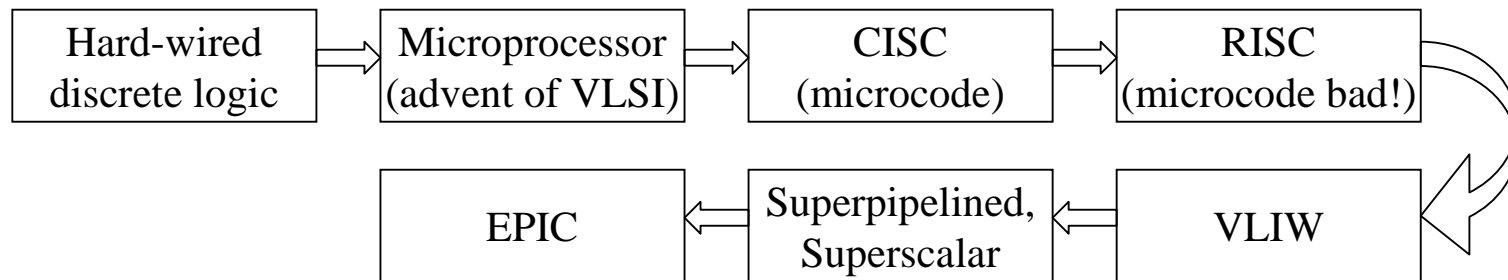 Hard-wired
discrete logic
Microprocessor
(advent of VLSI)
CISC
(microcode)
RISC
(microcode bad!)
VLIW
Superpipelined,
Superscalar
EPIC